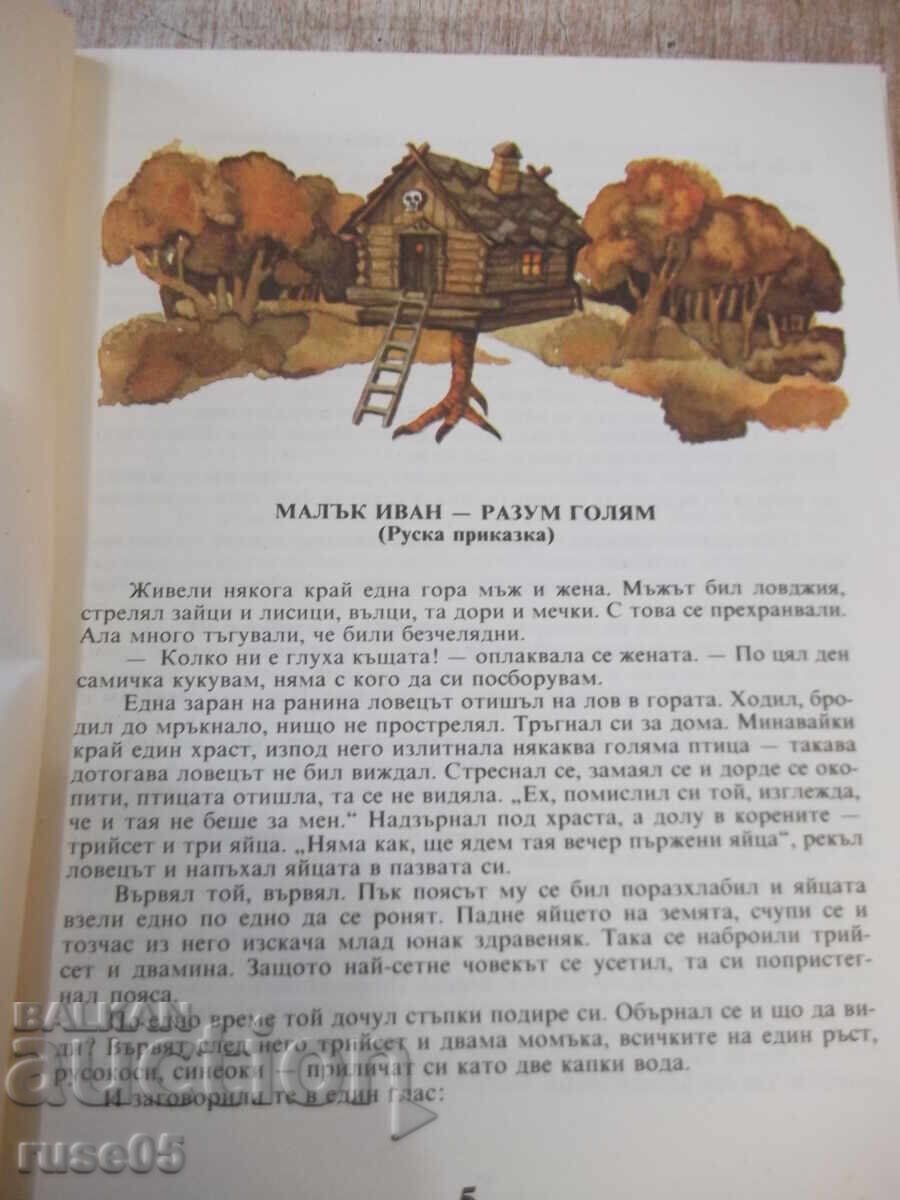 МАЛЪК ИВАН — РАЗУМ ГОЛЯМ
(Руска приказка)
Живели някога край една гора мъж и жена. Мъжът бил ловджия,
стрелял зайци и лисици, вълци, та дори и мечки. С това се прехранвали.
Ала много тъгували, че били безчелядни.
— Колко ни е глуха къщата! — оплаквала се жената. — По цял ден
самичка кукувам, няма с кого да си посборувам.
Една заран на ранина ловецът отишъл на лов в гората. Ходил, бро-
дил до мръкнало, нищо не прострелял. Тръгнал си за дома. Минавайки
край един храст, изпод него излитнала някаква голяма птица — такава
дотогава ловецът не бил виждал. Стреснал се, замаял се и дорде се око-
пити, птицата отишла, та се не видяла. „Ех, помислил си той, изглежда,
че и тая не беше за мен.“ Надзърнал под храста, а долу в корените —
трийсет и три яйца. „Няма как, ще ядем тая вечер пържени яйца“, рекъл
ловецът и напъхал яйцата в пазвата си.
Вървял той, вървял. Пък поясът му се бил поразхлабил и яйцата
взели едно по едно да се ронят. Падне яйцето на земята, счупи се и
тозчас из него изскача млад юнак здравеняк. Така се наброили трий-
сет и двамина. Защото най-сетне човекът се усетил, та си попристег-
нал пояса.
По едно време той дочул стъпки подире си. Обърнал се и що да ви-
ди? Вървят след него трийсет и двама момъка, всичките на един ръст,
русокоси, синеоки — приличат си като две капки вода.
И заговорили те в един глас:
5
BALKAN
auction
ruse05